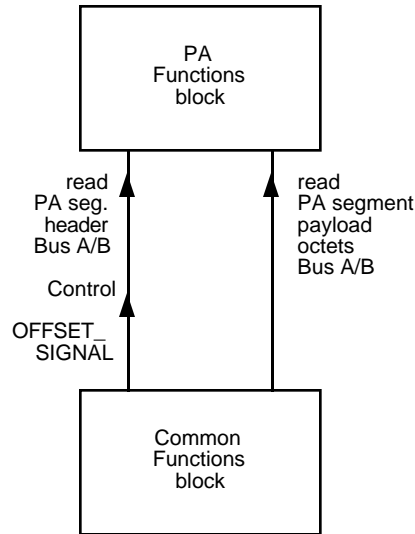 PA
Functions
block
read
PA seg.
header
Bus A/B
read
PA segment
payload
octets
Bus A/B
Control
OFFSET_
SIGNAL
Common
Functions
block